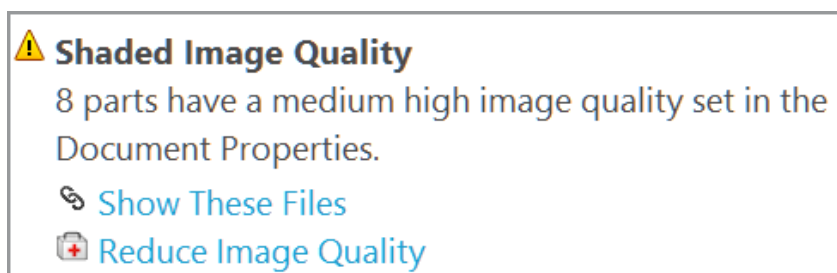 Shaded Image Quality
8 parts have a medium high image quality set in the
Document Properties.
Show These Files
Reduce Image Quality